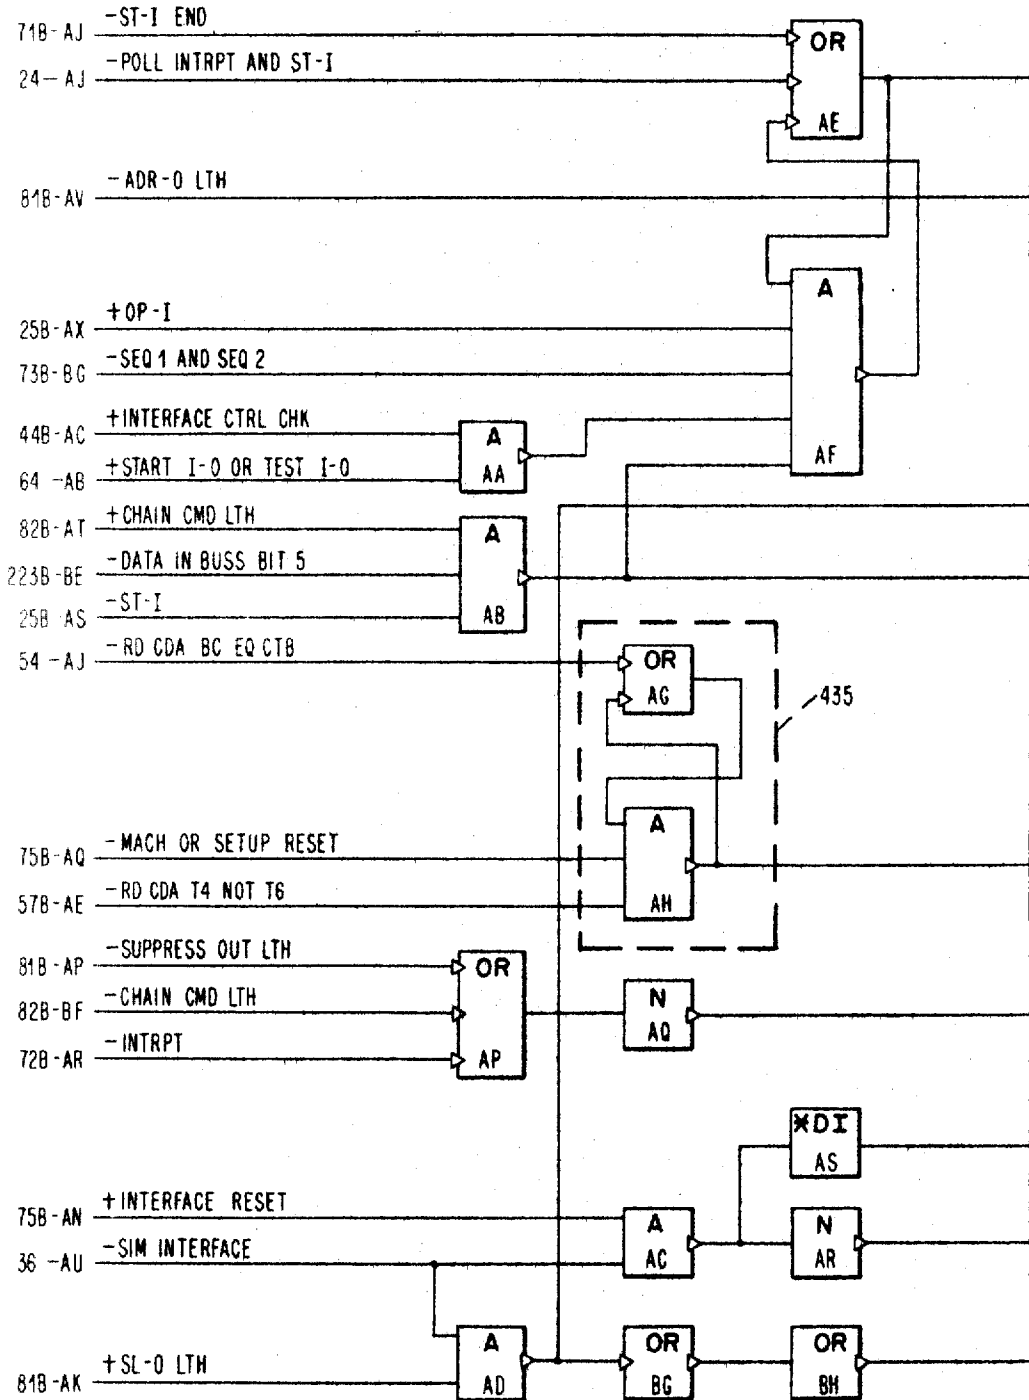 71B-AJ -ST-I END
OR
24-AJ -POLL INTRPT AND ST-I
AE
81B-AV -ADR-O LTH
A
25B-AX +OP-I
73B-BG -SEQ 1 AND SEQ 2
44B-AC +INTERFACE CTRL CHK
A
AF
64 -AB +START I-O OR TEST I-O
AA
82B-AT +CHAIN CMD LTH
A
223B-BE -DATA IN BUSS BIT 5
25B-AS -ST-I
AB
54 -AJ -RD CDA BC EQ CTB
OR
AG
435
A
75B-AQ -MACH OR SETUP RESET
57B-AE -RD CDA T4 NOT T6
AH
81B-AP -SUPPRESS OUT LTH
OR
82B-BF -CHAIN CMD LTH
N
AQ
72B-AR -INTRPT
AP
*DI
AS
75B-AN +INTERFACE RESET
A
N
36 -AU -SIM INTERFACE
AC
AR
A
OR
OR
81B-AK +SL-O LTH
AD
BG
BH